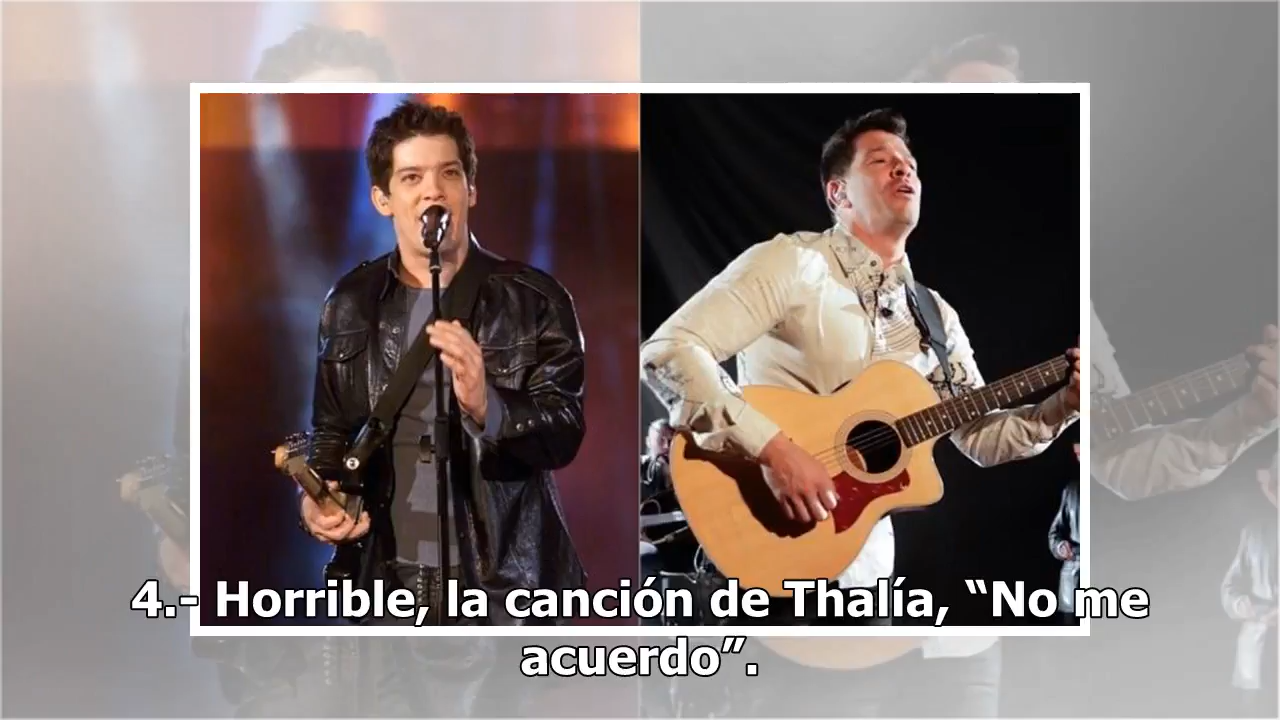 4.- Horrible, la canción de Thalía, “No me
acuerdo”.